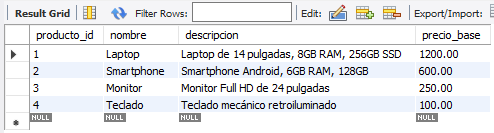 Result Grid Filter Rows: Edit: Export/Import:
producto_id nombre descripcion precio_base
1 Laptop Laptop de 14 pulgadas, 8GB RAM, 256GB SSD 1200.00
2 Smartphone Smartphone Android, 6GB RAM, 128GB 600.00
3 Monitor Monitor Full HD de 24 pulgadas 250.00
4 Teclado Teclado mecánico retroiluminado 100.00
NULL NULL NULL NULL